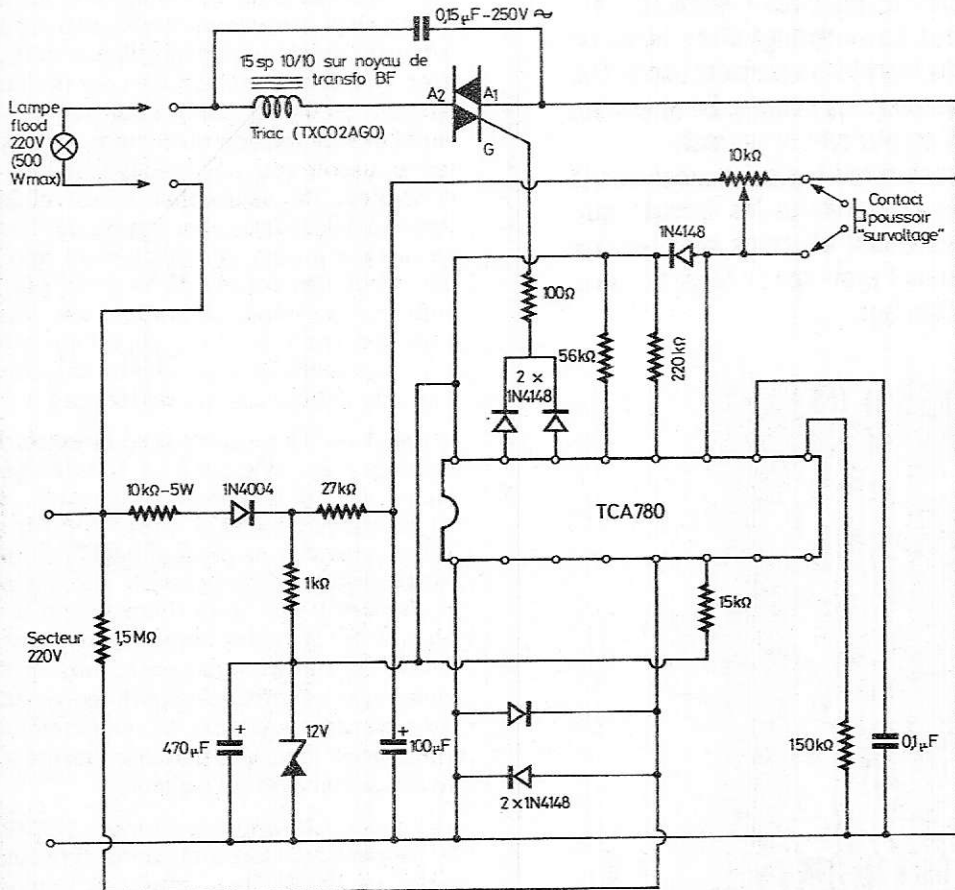 0,15µF–250V ~
15 sp 10/10 sur noyau de
transfo BF
Lampe
flood
220V
(500
Wmax)
A2
A1
G
Triac (TXC02A60)
10kΩ
Contact
poussoir
"survoltage"
1N4148
100Ω
56kΩ
220kΩ
2 ×
1N4148
TCA780
10kΩ–5W
1N4004
27kΩ
1kΩ
15kΩ
Secteur
220V
1,5MΩ
470µF
+
12V
+
100µF
2 x 1N4148
150kΩ
0,1µF